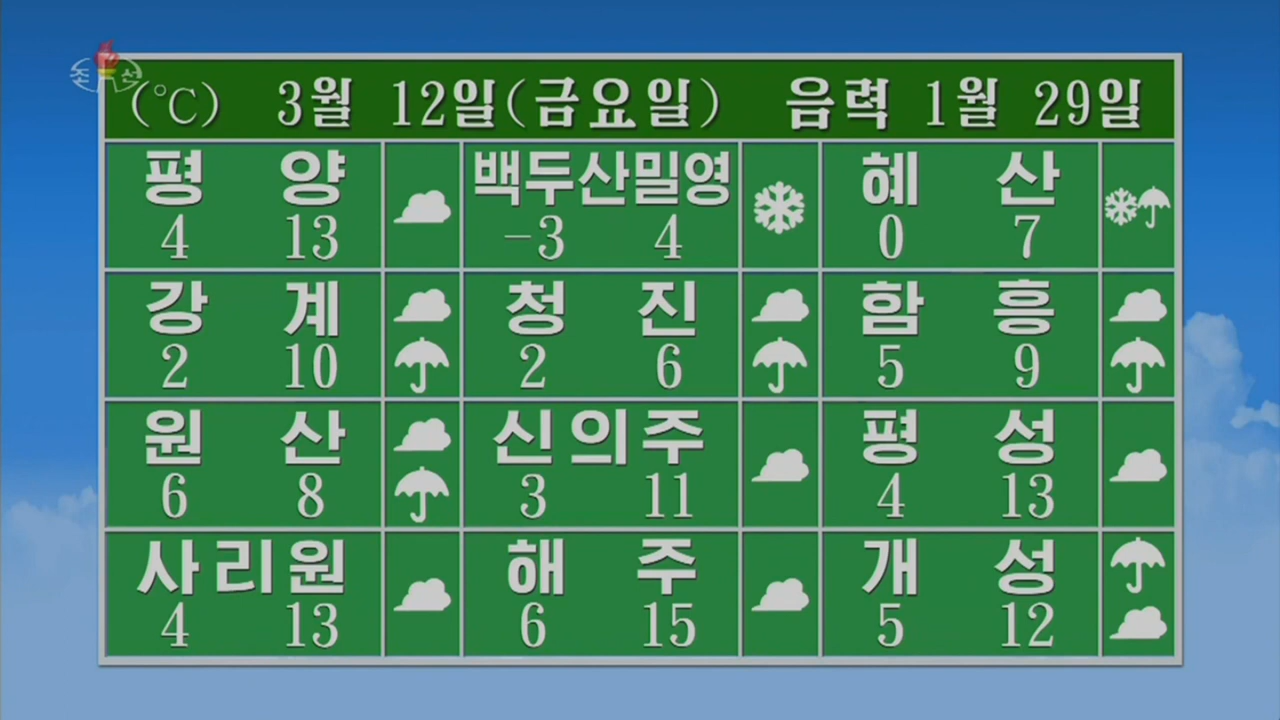 조선
(℃) 3월 12일(금요일) 음력 1월 29일
평양 백두산밀영 혜산
4 13 -3 4 0 7
강계 청진 함흥
2 10 2 6 5 9
원산 신의주 평성
6 8 3 11 4 13
사리원 해주 개성
4 13 6 15 5 12